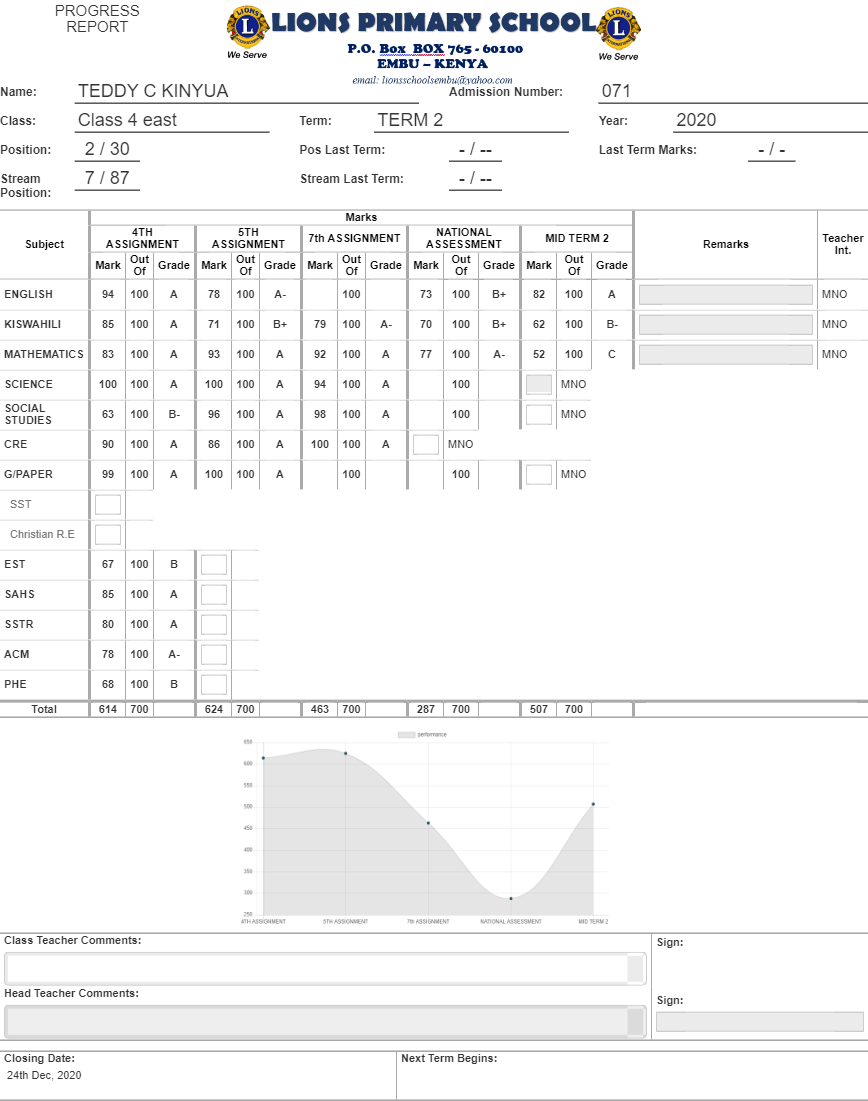 PROGRESS
REPORT
LIONS PRIMARY SCHOOL
We Serve
We Serve
P.O. Box BOX 765 - 60100
EMBU – KENYA
email: lionsschoolsembu@yahoo.com
Name: TEDDY C KINYUA Admission Number: 071
Class: Class 4 east Term: TERM 2 Year: 2020
Position: 2 / 30 Pos Last Term: - / -- Last Term Marks: - / -
Stream Position: 7 / 87 Stream Last Term: - / --
Marks
Subject 4TH ASSIGNMENT 5TH ASSIGNMENT 7th ASSIGNMENT NATIONAL ASSESSMENT MID TERM 2 Remarks Teacher Int.
Mark Out Of Grade Mark Out Of Grade Mark Out Of Grade Mark Out Of Grade Mark Out Of Grade
ENGLISH 94 100 A 78 100 A- 100 73 100 B+ 82 100 A MNO
KISWAHILI 85 100 A 71 100 B+ 79 100 A- 70 100 B+ 62 100 B- MNO
MATHEMATICS 83 100 A 93 100 A 92 100 A 77 100 A- 52 100 C MNO
SCIENCE 100 100 A 100 100 A 94 100 A 100 MNO
SOCIAL STUDIES 63 100 B- 96 100 A 98 100 A 100 MNO
CRE 90 100 A 86 100 A 100 100 A MNO
G/PAPER 99 100 A 100 100 A 100 100 MNO
SST
Christian R.E
EST 67 100 B
SAHS 85 100 A
SSTR 80 100 A
ACM 78 100 A-
PHE 68 100 B
Total 614 700 624 700 463 700 287 700 507 700
performance
650
600
550
500
450
400
350
300
250
4TH ASSIGNMENT 5TH ASSIGNMENT 7th ASSIGNMENT NATIONAL ASSESSMENT MID TERM 2
Class Teacher Comments: Sign:
Head Teacher Comments: Sign:
Closing Date: Next Term Begins:
24th Dec, 2020